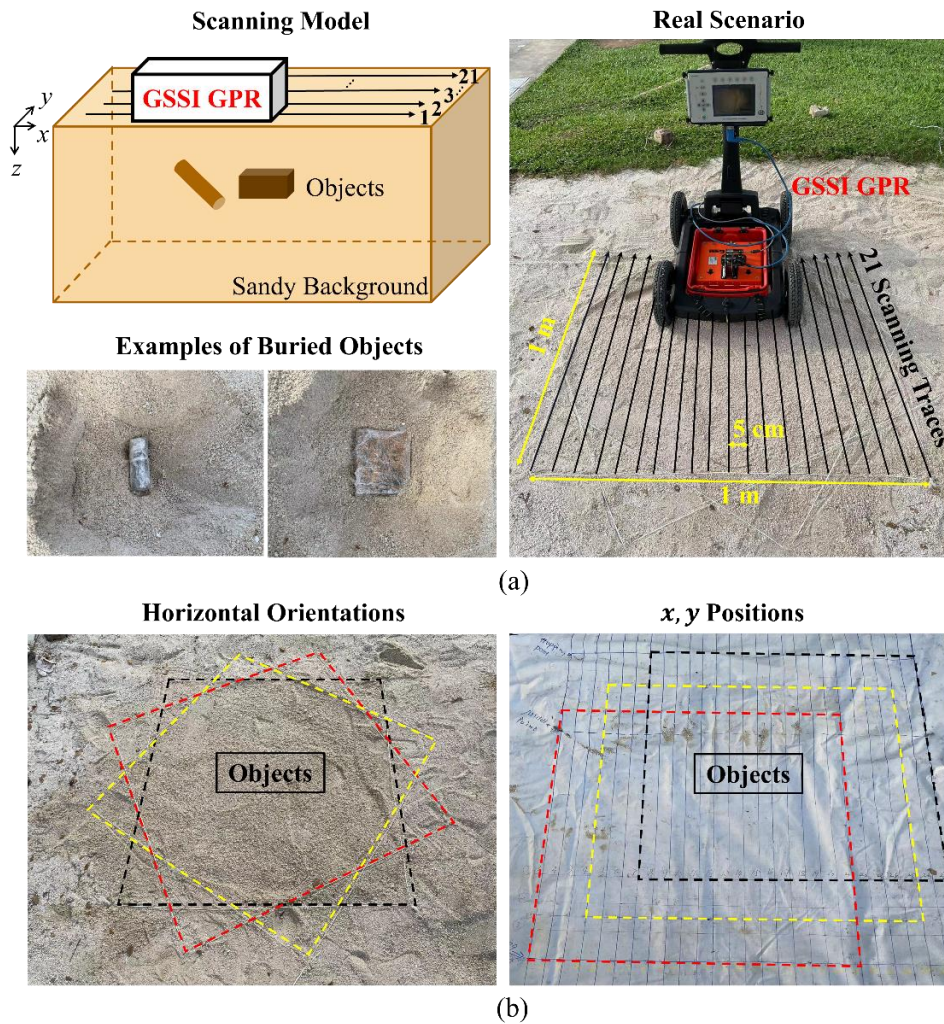 Scanning Model
Real Scenario
GSSI GPR
21
3
2
1
y
x
z
Objects
Sandy Background
GSSI GPR
21 Scanning Traces
1 m
5 cm
1 m
Examples of Buried Objects
(a)
Horizontal Orientations
x, y Positions
Objects
Objects
(b)